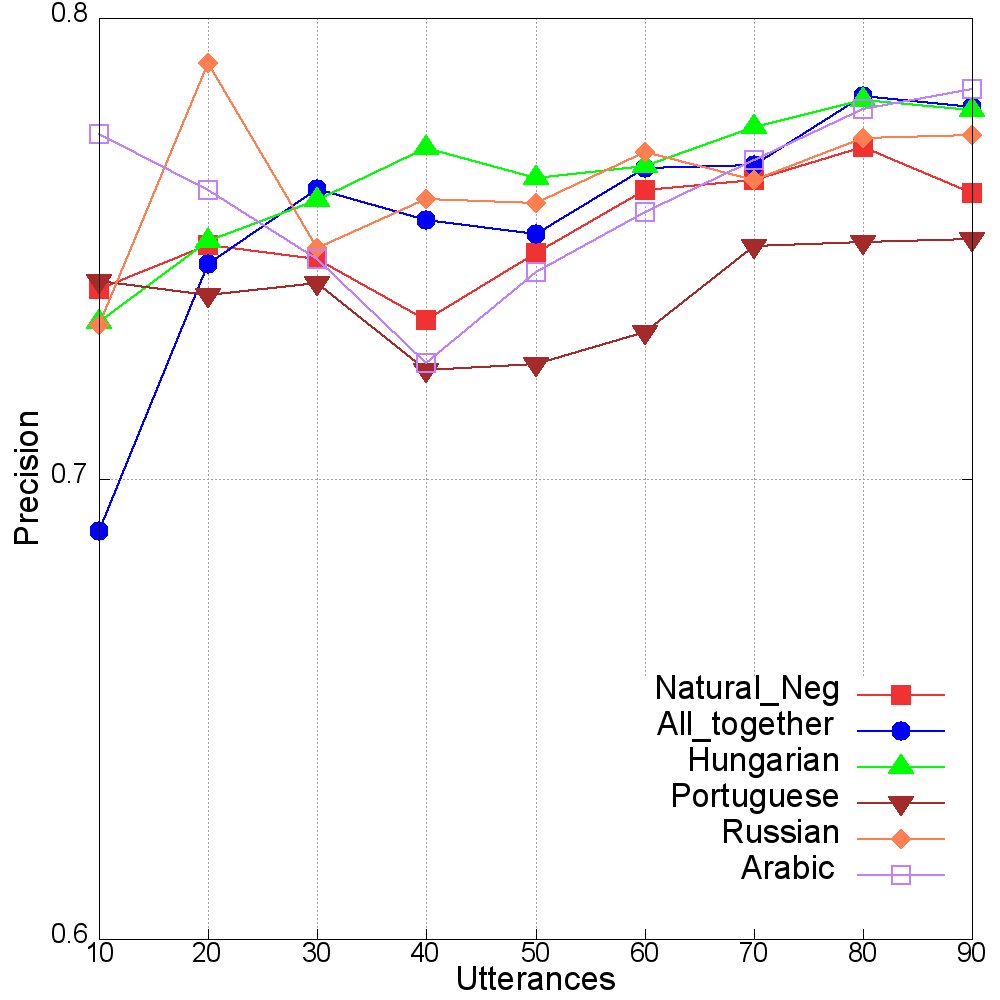 0.8
0.7
0.6
Precision
10 20 30 40 50 60 70 80 90
Utterances
Natural_Neg
All_together
Hungarian
Portuguese
Russian
Arabic